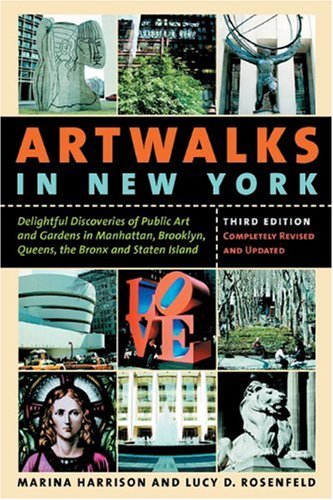 ARTWALKS
IN NEW YORK
Delightful Discoveries of Public Art
and Gardens in Manhattan, Brooklyn,
Queens, the Bronx and Staten Island
THIRD EDITION
COMPLETELY REVISED
AND UPDATED
LOVE
MARINA HARRISON AND LUCY D. ROSENFELD